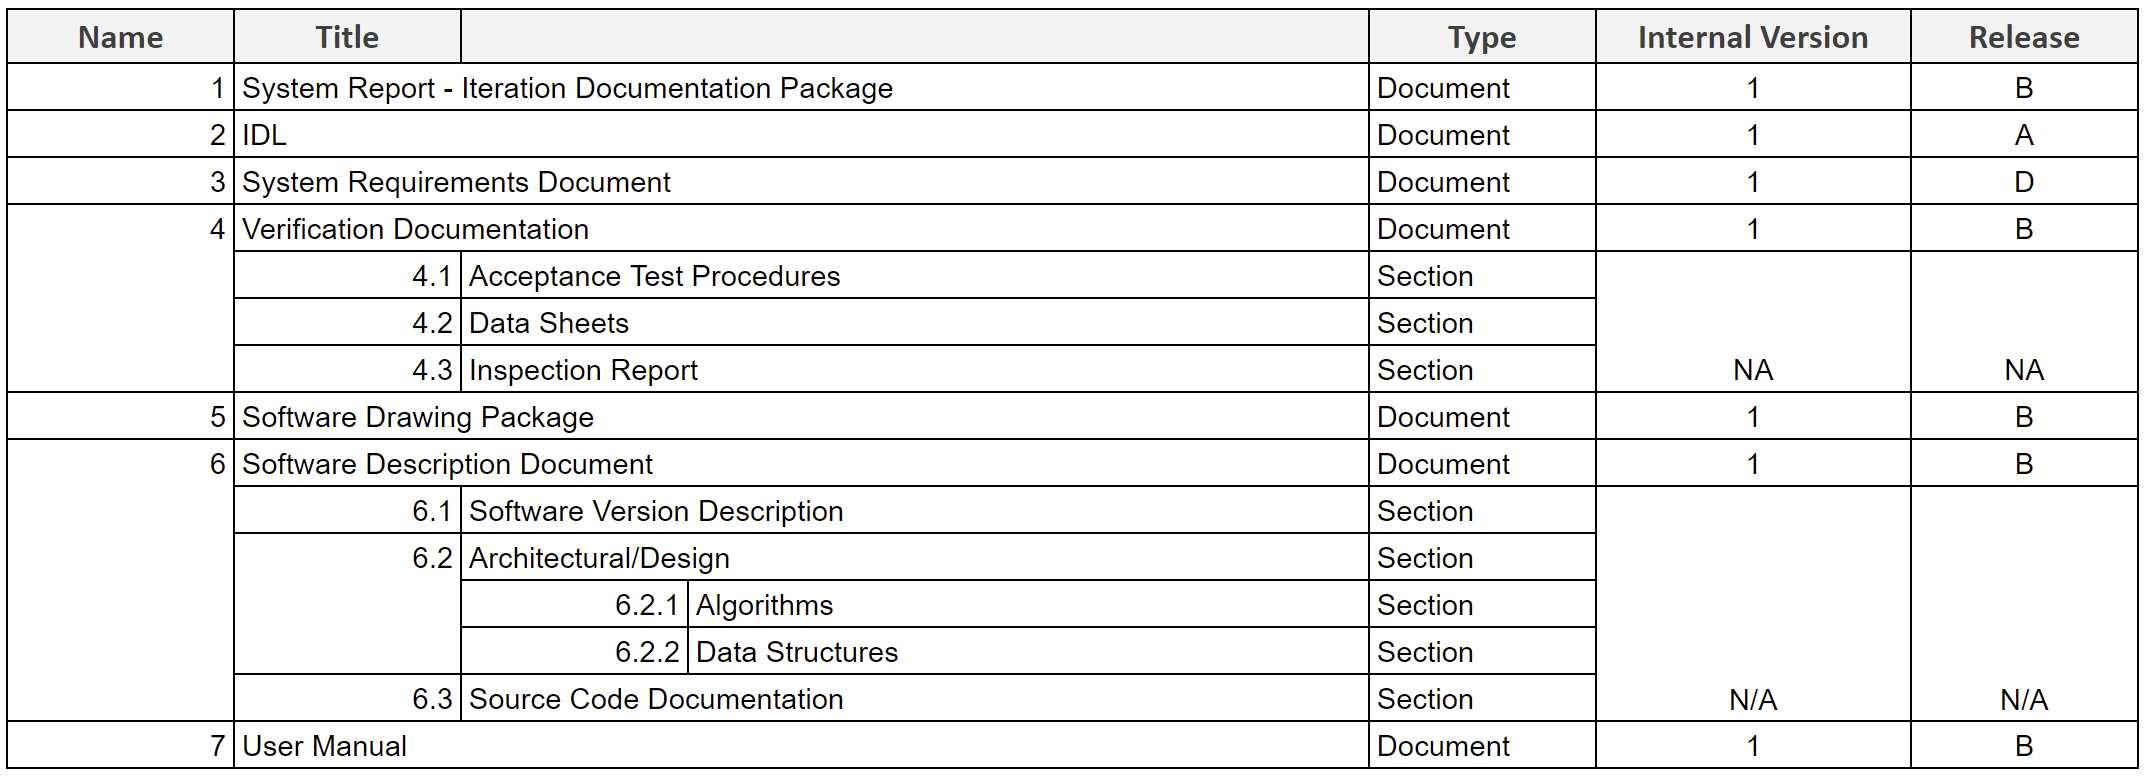 Name Title Type Internal Version Release
1 System Report - Iteration Documentation Package Document 1 B
2 IDL Document 1 A
3 System Requirements Document Document 1 D
4 Verification Documentation Document 1 B
4.1 Acceptance Test Procedures Section
4.2 Data Sheets Section
4.3 Inspection Report Section NA NA
5 Software Drawing Package Document 1 B
6 Software Description Document Document 1 B
6.1 Software Version Description Section
6.2 Architectural/Design Section
6.2.1 Algorithms Section
6.2.2 Data Structures Section
6.3 Source Code Documentation Section N/A N/A
7 User Manual Document 1 B